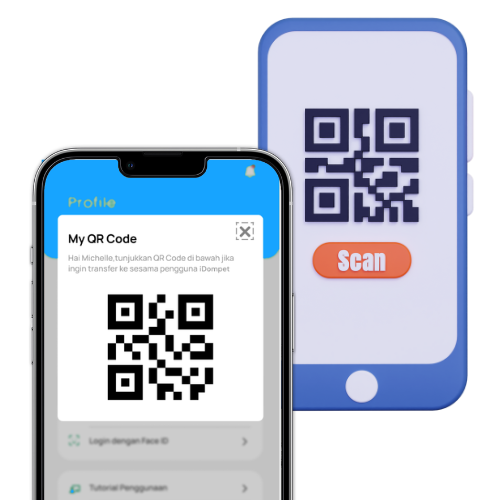 Profile
My QR Code
Hai Michelle,tunjukkan QR Code di bawah jika
ingin transfer ke sesama pengguna iDompet
Login dengan Face ID
Tutorial Penggunaan
Scan